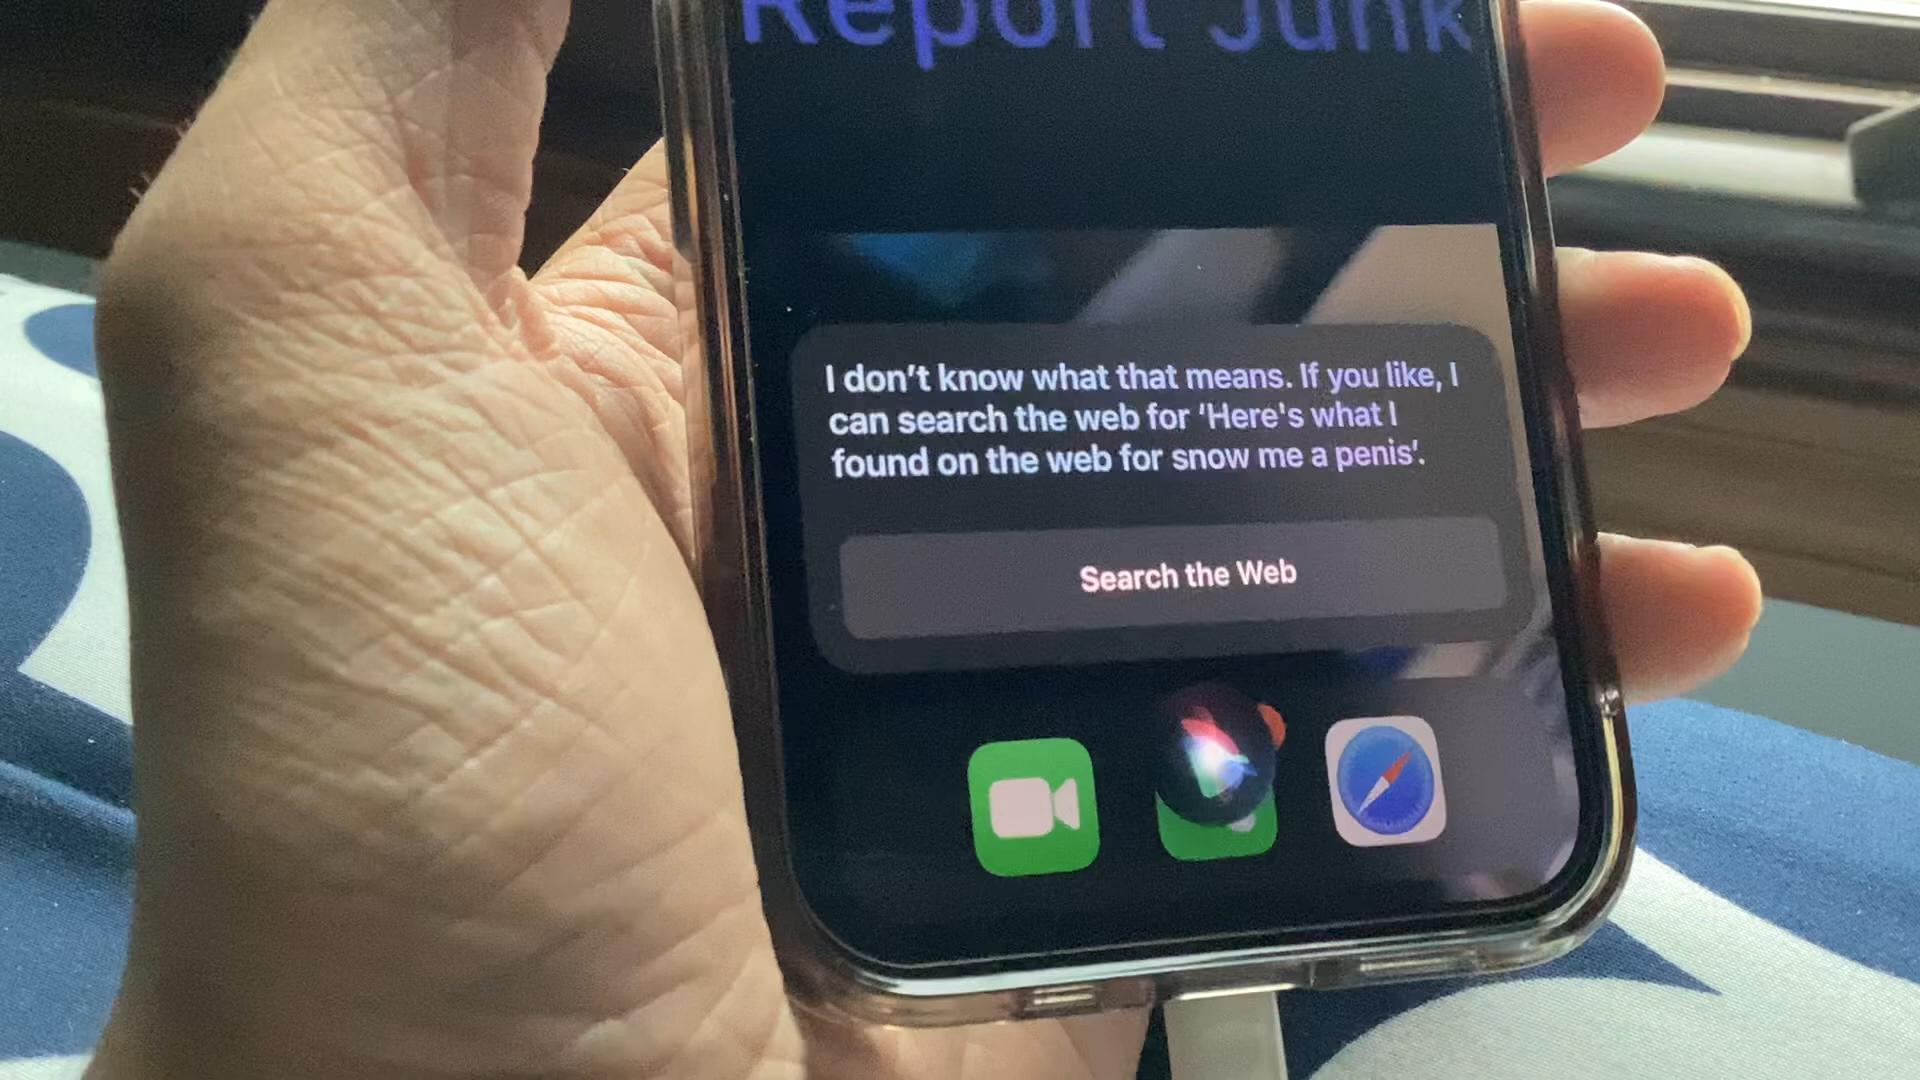 Report Junk
I don't know what that means. If you like, I
can search the web for 'Here's what I
found on the web for snow me a penis'.
Search the Web